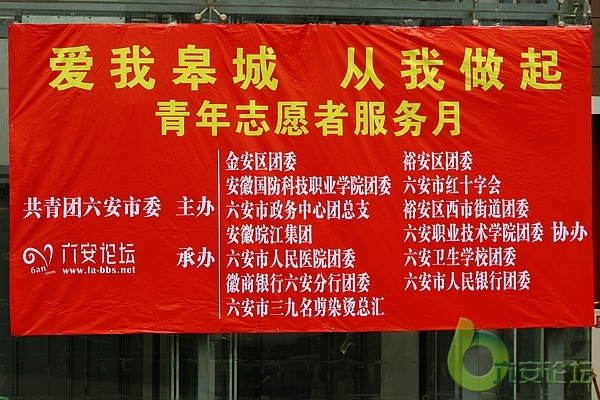 爱我皋城 从我做起
青年志愿者服务月
共青团六安市委 主办
6an.com
六安论坛 承办
www.la-bbs.net
金安区团委
安徽国防科技职业学院团委
六安市政务中心团总支
安徽皖江集团
六安市人民医院团委
徽商银行六安分行团委
六安市三九名剪染烫总汇
裕安区团委
六安市红十字会
裕安区西市街道团委
六安职业技术学院团委 协办
六安卫生学校团委
六安市人民银行团委
六安论坛